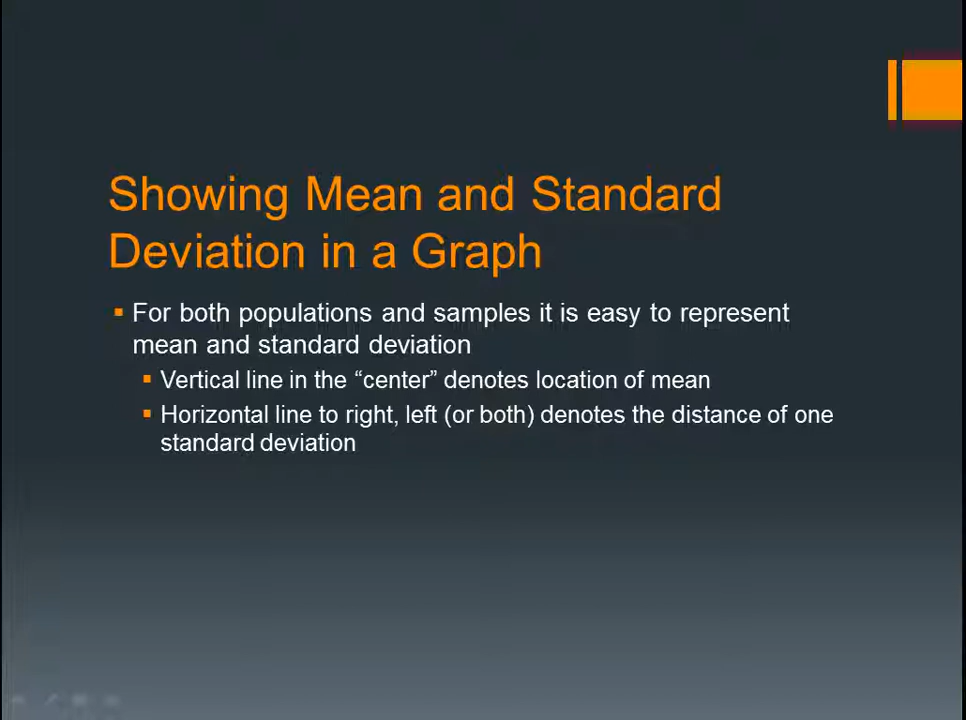 Showing Mean and Standard
Deviation in a Graph
▪ For both populations and samples it is easy to represent
mean and standard deviation
▪ Vertical line in the “center” denotes location of mean
▪ Horizontal line to right, left (or both) denotes the distance of one
standard deviation